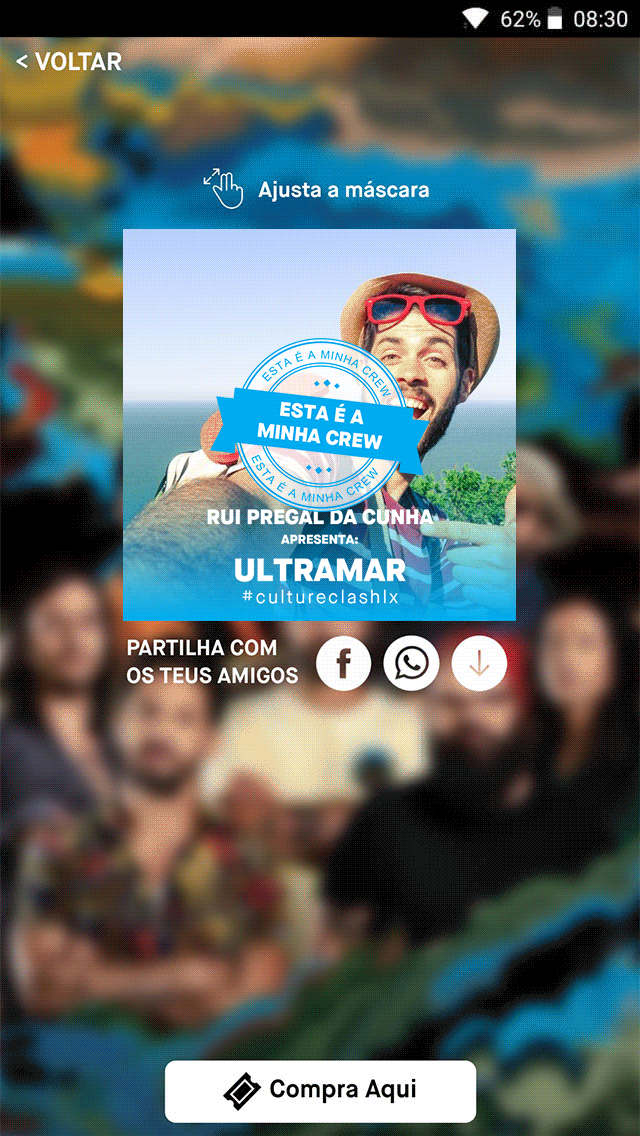 62% 08:30
< VOLTAR
Ajusta a máscara
ESTA É A MINHA CREW
ESTA É A
MINHA CREW
ESTA É A MINHA CREW
RUI PREGAL DA CUNHA
APRESENTA:
ULTRAMAR
#cultureclashlx
PARTILHA COM
OS TEUS AMIGOS
Compra Aqui